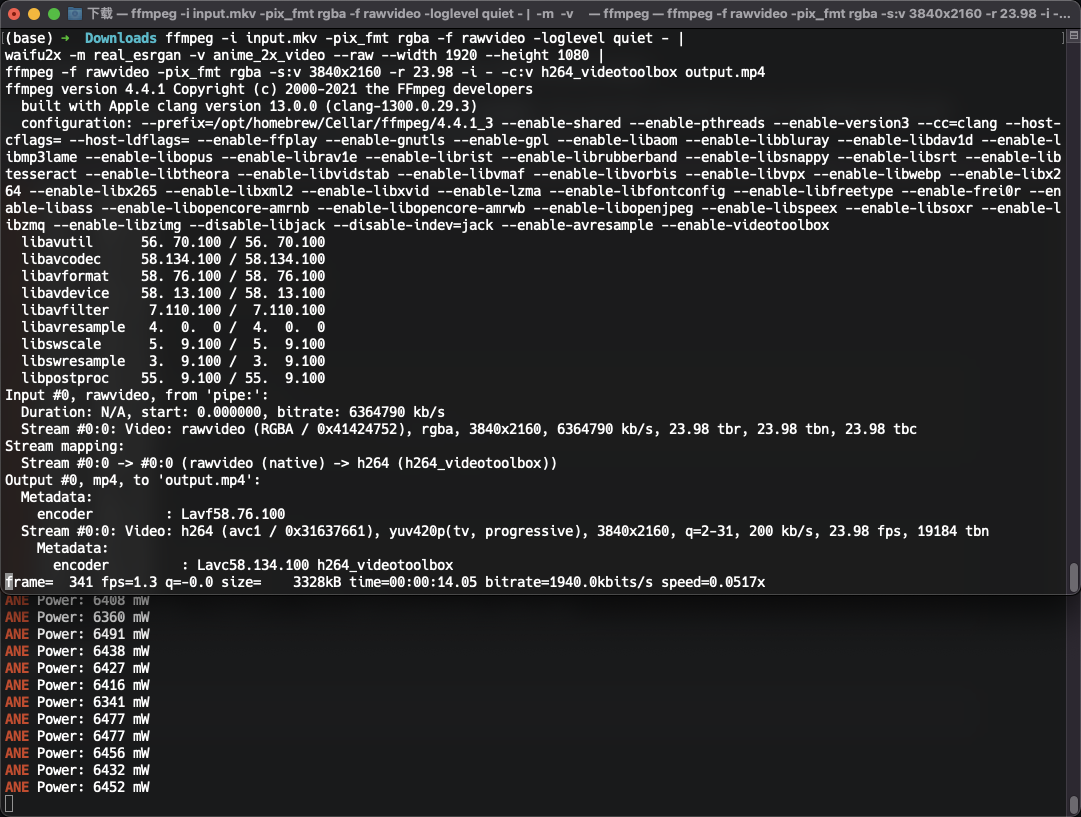 下载 — ffmpeg -i input.mkv -pix_fmt rgba -f rawvideo -loglevel quiet - | -m -v — ffmpeg — ffmpeg -f rawvideo -pix_fmt rgba -s:v 3840x2160 -r 23.98 -i -...
(base) → Downloads ffmpeg -i input.mkv -pix_fmt rgba -f rawvideo -loglevel quiet - |
waifu2x -m real_esrgan -v anime_2x_video --raw --width 1920 --height 1080 |
ffmpeg -f rawvideo -pix_fmt rgba -s:v 3840x2160 -r 23.98 -i - -c:v h264_videotoolbox output.mp4
ffmpeg version 4.4.1 Copyright (c) 2000-2021 the FFmpeg developers
  built with Apple clang version 13.0.0 (clang-1300.0.29.3)
  configuration: --prefix=/opt/homebrew/Cellar/ffmpeg/4.4.1_3 --enable-shared --enable-pthreads --enable-version3 --cc=clang --host-
cflags= --host-ldflags= --enable-ffplay --enable-gnutls --enable-gpl --enable-libaom --enable-libbluray --enable-libdav1d --enable-l
ibmp3lame --enable-libopus --enable-librav1e --enable-librist --enable-librubberband --enable-libsnappy --enable-libsrt --enable-lib
tesseract --enable-libtheora --enable-libvidstab --enable-libvmaf --enable-libvorbis --enable-libvpx --enable-libwebp --enable-libx2
64 --enable-libx265 --enable-libxml2 --enable-libxvid --enable-lzma --enable-libfontconfig --enable-libfreetype --enable-frei0r --en
able-libass --enable-libopencore-amrnb --enable-libopencore-amrwb --enable-libopenjpeg --enable-libspeex --enable-libsoxr --enable-l
ibzmq --enable-libzimg --disable-libjack --disable-indev=jack --enable-avresample --enable-videotoolbox
  libavutil      56. 70.100 / 56. 70.100
  libavcodec     58.134.100 / 58.134.100
  libavformat    58. 76.100 / 58. 76.100
  libavdevice    58. 13.100 / 58. 13.100
  libavfilter     7.110.100 /  7.110.100
  libavresample   4.  0.  0 /  4.  0.  0
  libswscale      5.  9.100 /  5.  9.100
  libswresample   3.  9.100 /  3.  9.100
  libpostproc    55.  9.100 / 55.  9.100
Input #0, rawvideo, from 'pipe:':
  Duration: N/A, start: 0.000000, bitrate: 6364790 kb/s
  Stream #0:0: Video: rawvideo (RGBA / 0x41424752), rgba, 3840x2160, 6364790 kb/s, 23.98 tbr, 23.98 tbn, 23.98 tbc
Stream mapping:
  Stream #0:0 -> #0:0 (rawvideo (native) -> h264 (h264_videotoolbox))
Output #0, mp4, to 'output.mp4':
  Metadata:
    encoder         : Lavf58.76.100
  Stream #0:0: Video: h264 (avc1 / 0x31637661), yuv420p(tv, progressive), 3840x2160, q=2-31, 200 kb/s, 23.98 fps, 19184 tbn
    Metadata:
      encoder         : Lavc58.134.100 h264_videotoolbox
frame=  341 fps=1.3 q=-0.0 size=    3328kB time=00:00:14.05 bitrate=1940.0kbits/s speed=0.0517x
ANE Power: 6408 mW
ANE Power: 6360 mW
ANE Power: 6491 mW
ANE Power: 6438 mW
ANE Power: 6427 mW
ANE Power: 6416 mW
ANE Power: 6341 mW
ANE Power: 6477 mW
ANE Power: 6477 mW
ANE Power: 6456 mW
ANE Power: 6432 mW
ANE Power: 6452 mW